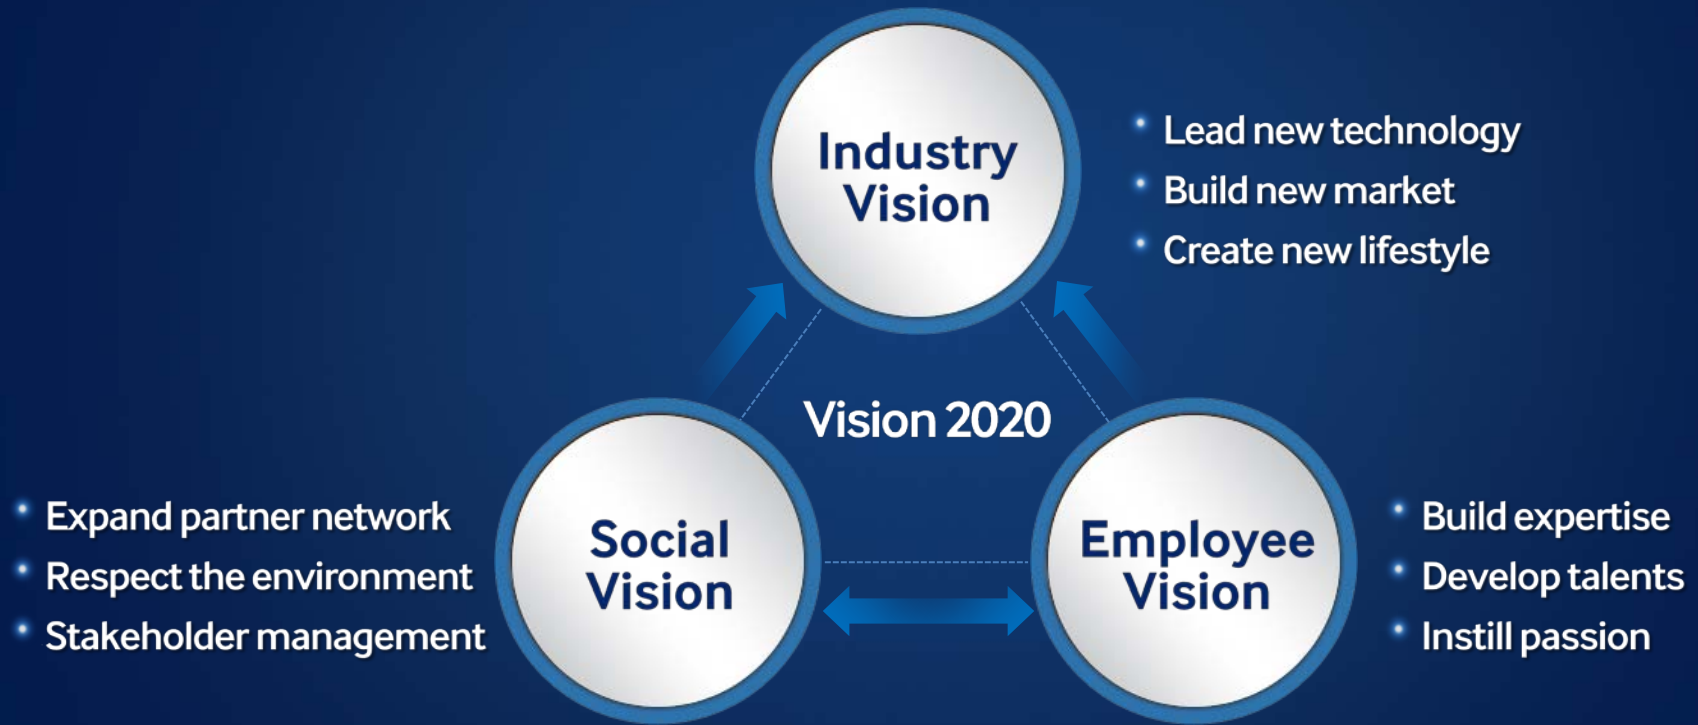 Industry
Vision
Lead new technology
Build new market
Create new lifestyle
Vision 2020
Expand partner network
Respect the environment
Stakeholder management
Social
Vision
Employee
Vision
Build expertise
Develop talents
Instill passion